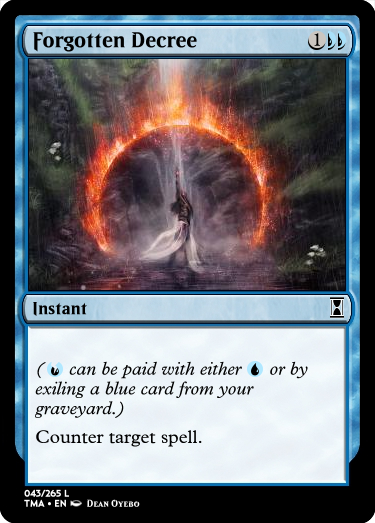 Forgotten Decree 1
Instant
( can be paid with either or by
exiling a blue card from your
graveyard.)
Counter target spell.
043/265 L
TMA • EN DEAN OYEBO